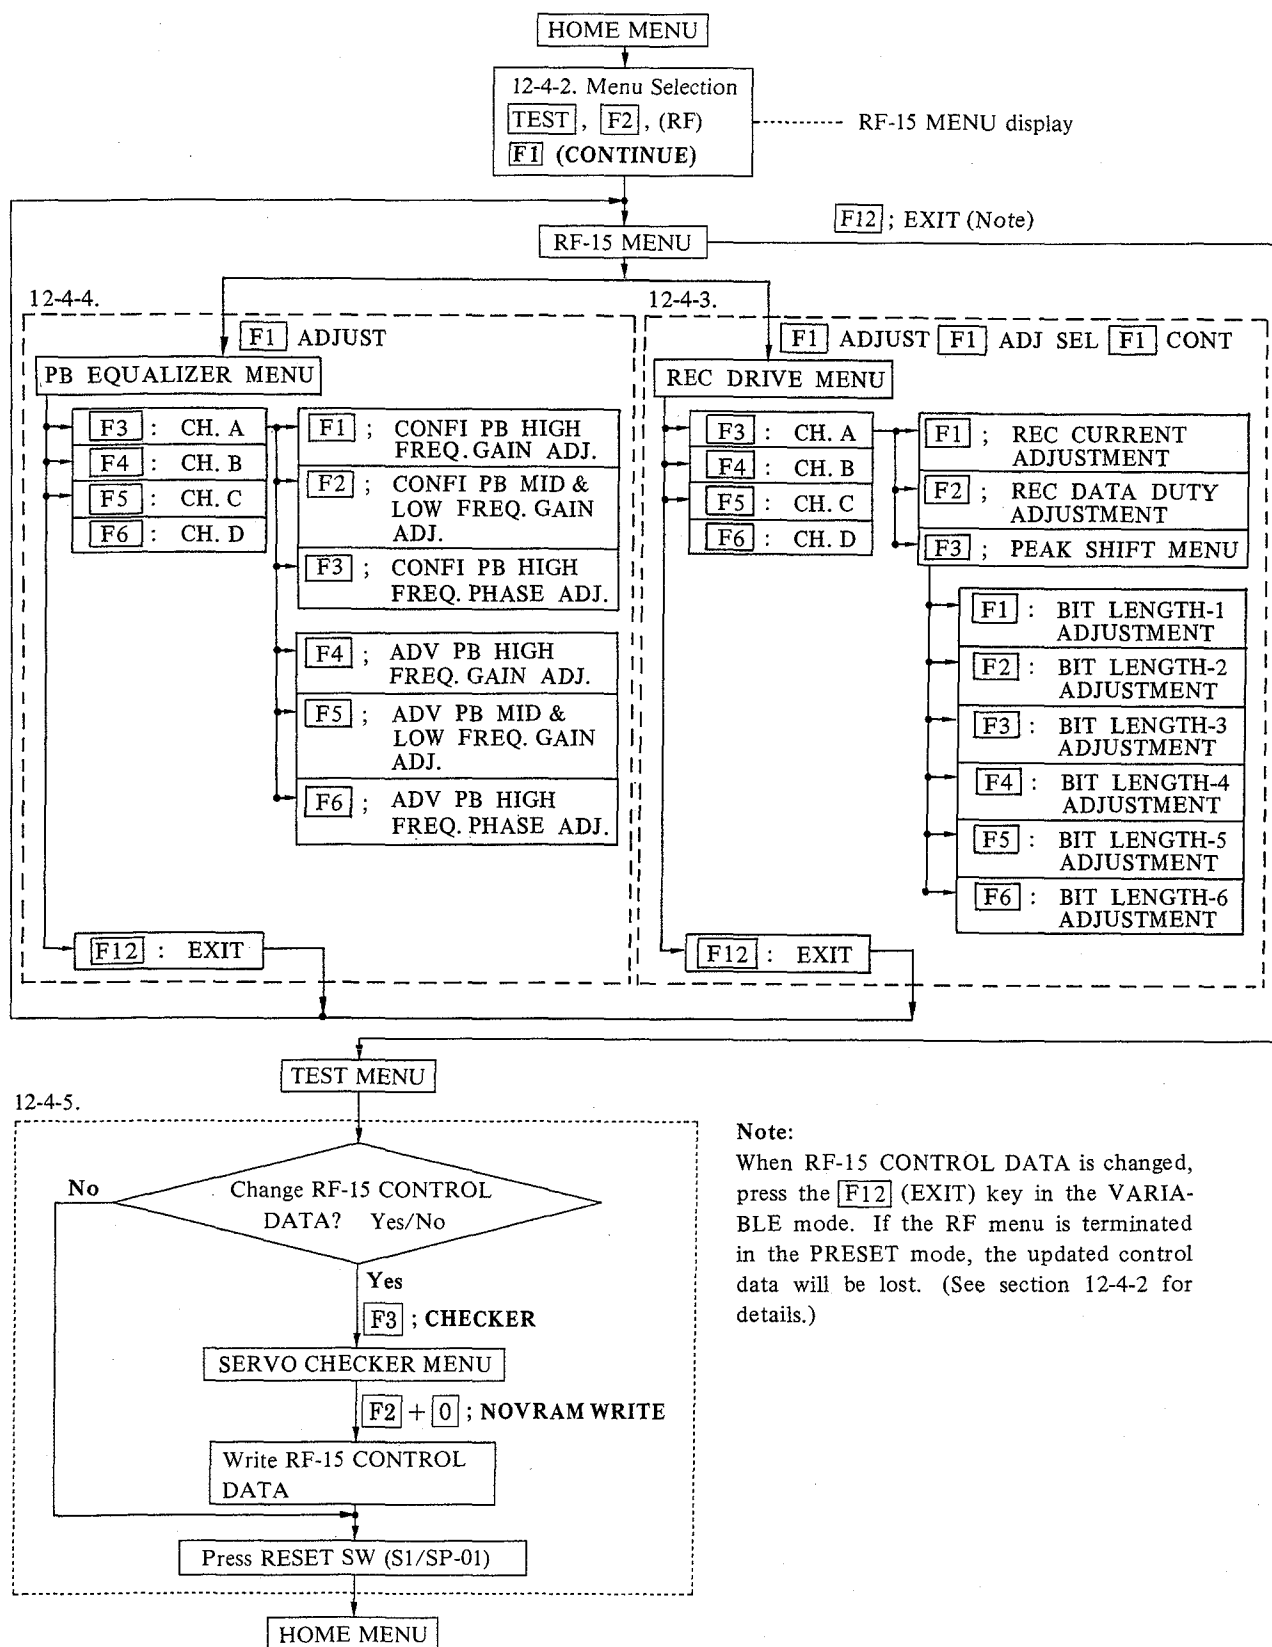 HOME MENU
12-4-2. Menu Selection
TEST , F2 , (RF)
F1 (CONTINUE)
RF-15 MENU display
F12 ; EXIT (Note)
RF-15 MENU
12-4-4.
F1 ADJUST
PB EQUALIZER MENU
F3 : CH. A
F4 : CH. B
F5 : CH. C
F6 : CH. D
F1 ; CONFI PB HIGH
FREQ. GAIN ADJ.
F2 ; CONFI PB MID &
LOW FREQ. GAIN
ADJ.
F3 ; CONFI PB HIGH
FREQ. PHASE ADJ.
F4 ; ADV PB HIGH
FREQ. GAIN ADJ.
F5 ; ADV PB MID &
LOW FREQ. GAIN
ADJ.
F6 ; ADV PB HIGH
FREQ. PHASE ADJ.
F12 : EXIT
12-4-3.
F1 ADJUST F1 ADJ SEL F1 CONT
REC DRIVE MENU
F3 : CH. A
F4 : CH. B
F5 : CH. C
F6 : CH. D
F1 ; REC CURRENT
ADJUSTMENT
F2 ; REC DATA DUTY
ADJUSTMENT
F3 ; PEAK SHIFT MENU
F1 : BIT LENGTH-1
ADJUSTMENT
F2 : BIT LENGTH-2
ADJUSTMENT
F3 : BIT LENGTH-3
ADJUSTMENT
F4 : BIT LENGTH-4
ADJUSTMENT
F5 : BIT LENGTH-5
ADJUSTMENT
F6 : BIT LENGTH-6
ADJUSTMENT
F12 : EXIT
TEST MENU
12-4-5.
Change RF-15 CONTROL
DATA? Yes/No
No
Yes
F3 ; CHECKER
SERVO CHECKER MENU
F2 + 0 ; NOVRAM WRITE
Write RF-15 CONTROL
DATA
Press RESET SW (S1/SP-01)
HOME MENU
Note:
When RF-15 CONTROL DATA is changed,
press the F12 (EXIT) key in the VARIA-
BLE mode. If the RF menu is terminated
in the PRESET mode, the updated control
data will be lost. (See section 12-4-2 for
details.)